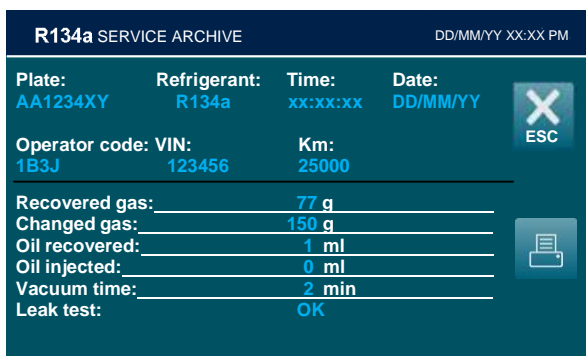 R134a SERVICE ARCHIVE DD/MM/YY XX:XX PM
Plate: Refrigerant: Time: Date:
AA1234XY R134a xx:xx:xx DD/MM/YY
ESC
Operator code: VIN: Km:
1B3J 123456 25000
Recovered gas: 77 g
Changed gas: 150 g
Oil recovered: 1 ml
Oil injected: 0 ml
Vacuum time: 2 min
Leak test: OK